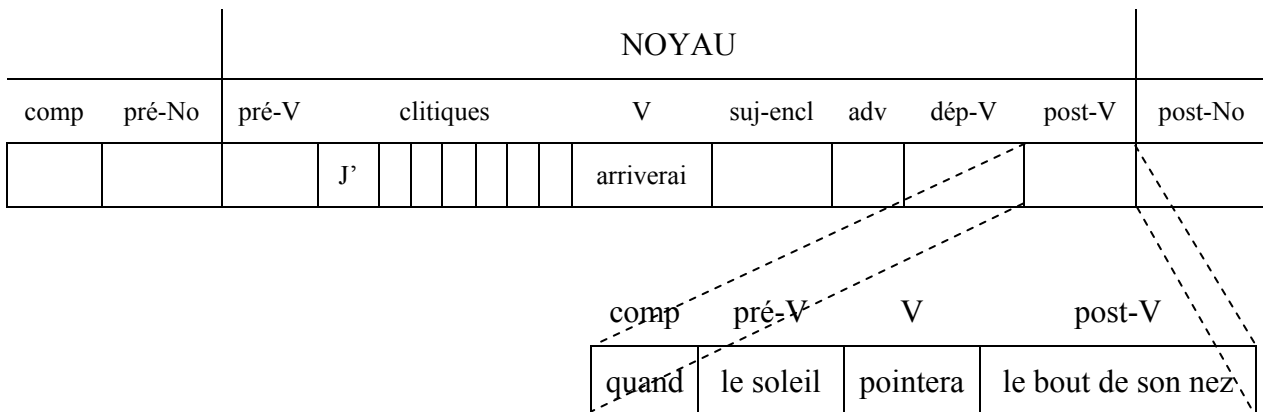 NOYAU
comp pré-No pré-V clitiques V suj-encl adv dép-V post-V post-No
J’ arriverai
comp pré-V V post-V
quand le soleil pointera le bout de son nez